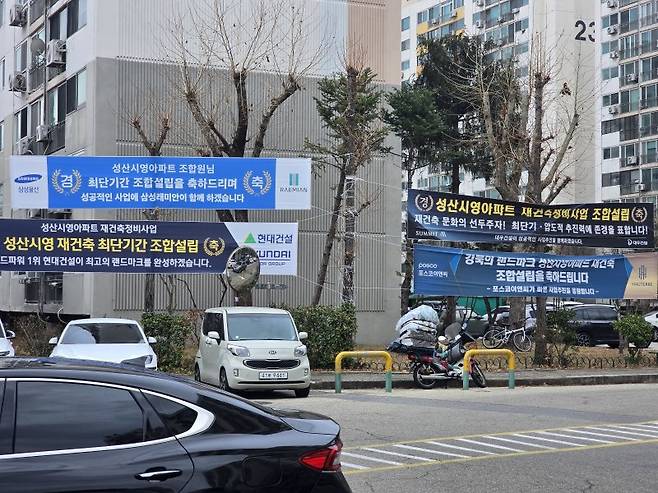 SAMSUNG
삼성물산
경
축
성산시영아파트 조합원님
최단기간 조합설립을 축하드리며
성공적인 사업에 삼성래미안이 함께 하겠습니다
RAEMIAN
성산시영아파트 재건축정비사업
성산시영 재건축 최단기간 조합설립
축
1위 현대건설이 최고의 랜드마크를 완성하겠습니다.
현대건설
HYUNDAI
GROUP
경
성산시영아파트 재건축정비사업 조합설립
축
재건축 문화의 선두주자! 최단기·압도적 추진력에 존경을 표합니다!
SUMMIT
대우건설
posco
포스코이앤씨
강북의 랜드마크 성산시영아파트 재건축
조합설립을 축하드립니다
23